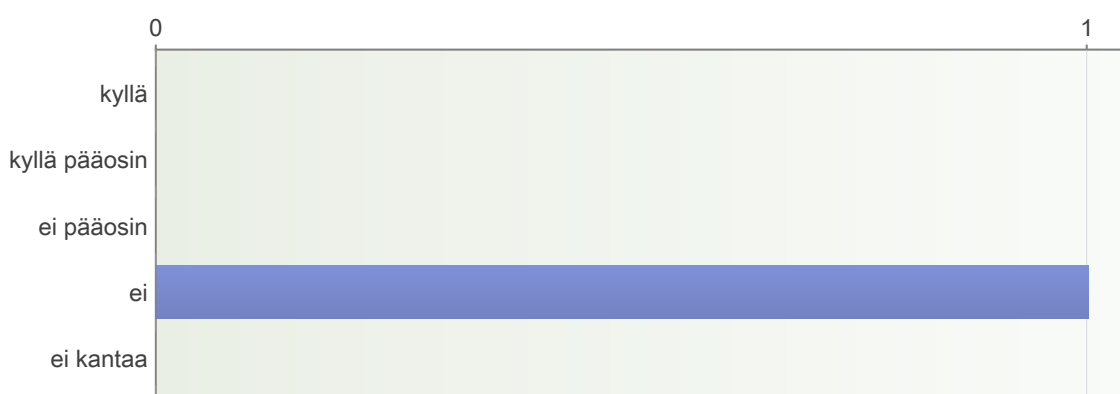 0 1
kyllä
kyllä pääosin
ei pääosin
ei
ei kantaa